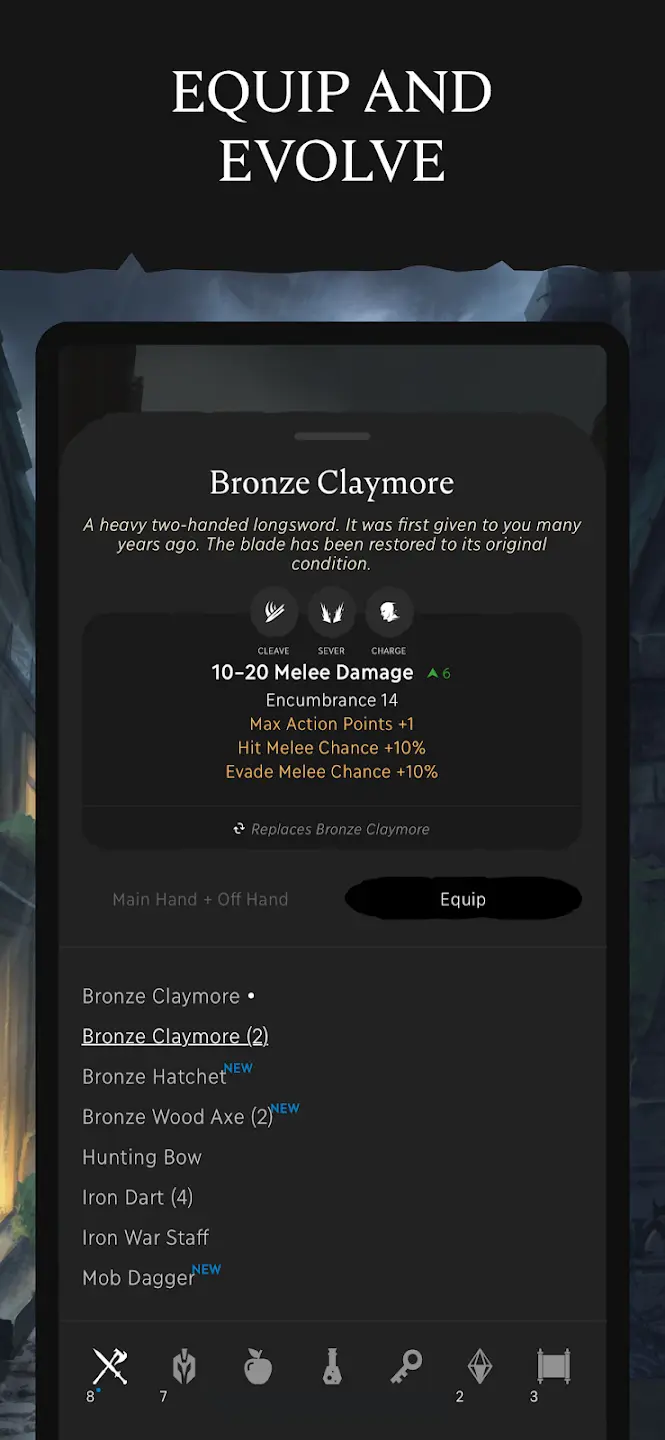 EQUIP AND
EVOLVE
Bronze Claymore
A heavy two-handed longsword. It was first given to you many
years ago. The blade has been restored to its original
condition.
CLEAVE SEVER CHARGE
10–20 Melee Damage 6
Encumbrance 14
Max Action Points +1
Hit Melee Chance +10%
Evade Melee Chance +10%
Replaces Bronze Claymore
Main Hand + Off Hand Equip
Bronze Claymore •
Bronze Claymore (2)
Bronze Hatchet NEW
Bronze Wood Axe (2) NEW
Hunting Bow
Iron Dart (4)
Iron War Staff
Mob Dagger NEW
8 7 2 3